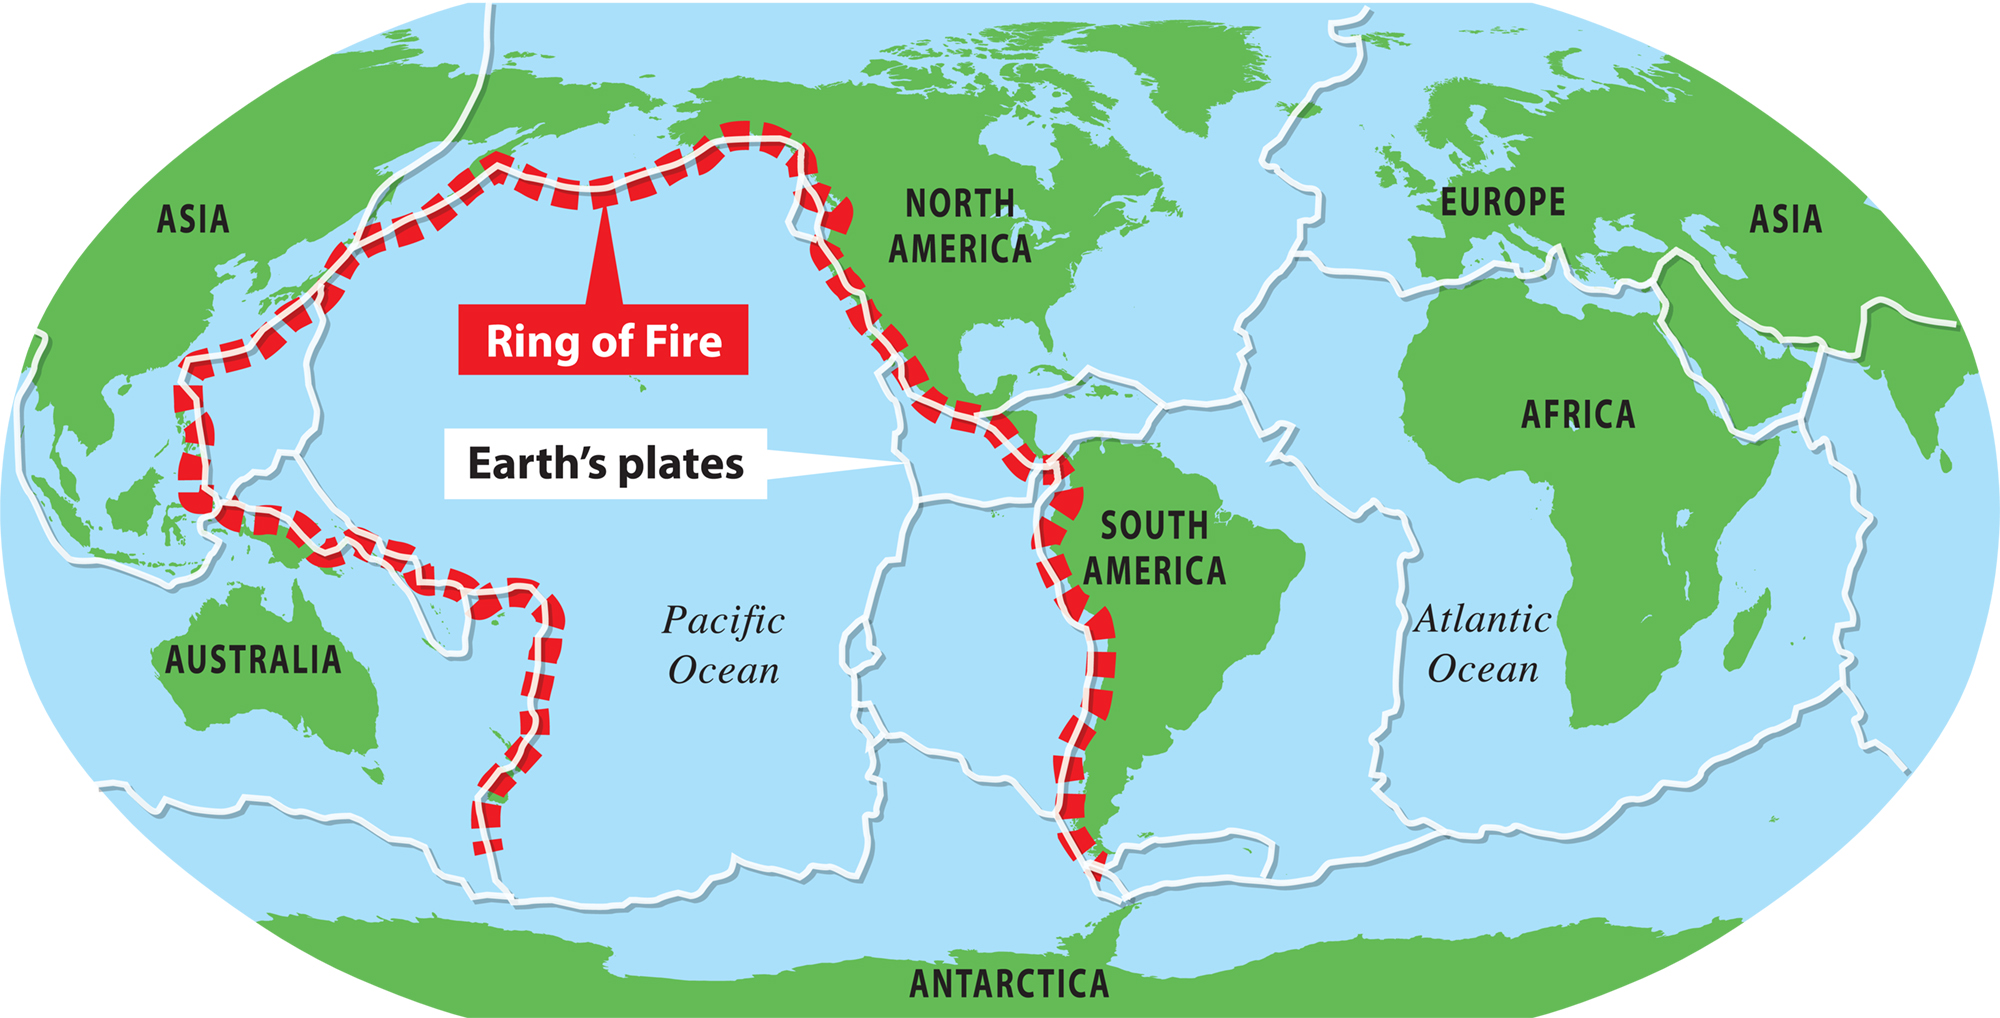 ASIA
NORTH
AMERICA
EUROPE
ASIA
Ring of Fire
Earth's plates
AFRICA
SOUTH
AMERICA
Pacific
Ocean
Atlantic
Ocean
AUSTRALIA
ANTARCTICA